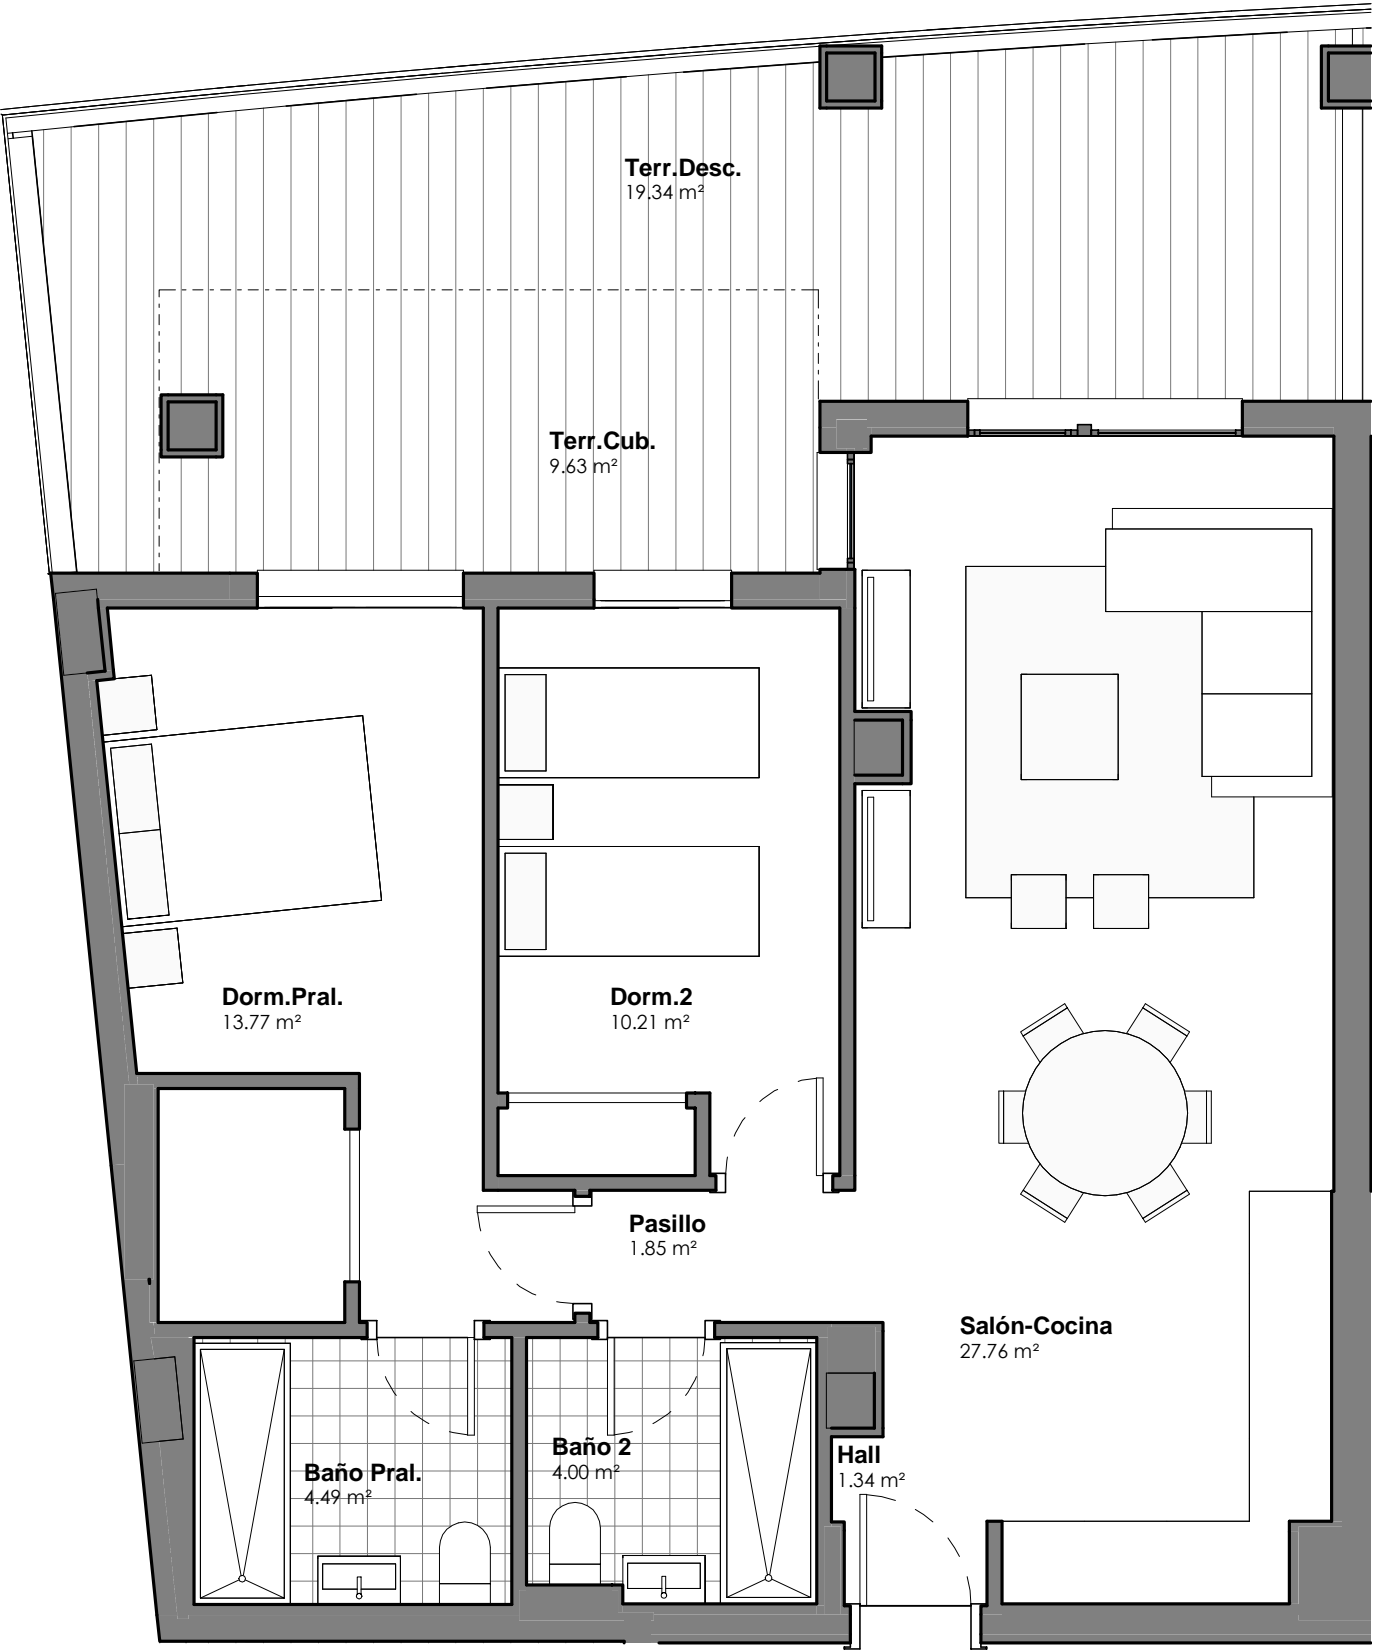 Terr.Desc.
19.34 m²
Terr.Cub.
9.63 m²
Dorm.Pral.
13.77 m²
Dorm.2
10.21 m²
Pasillo
1.85 m²
Salón-Cocina
27.76 m²
Baño Pral.
4.49 m²
Baño 2
4.00 m²
Hall
1.34 m²